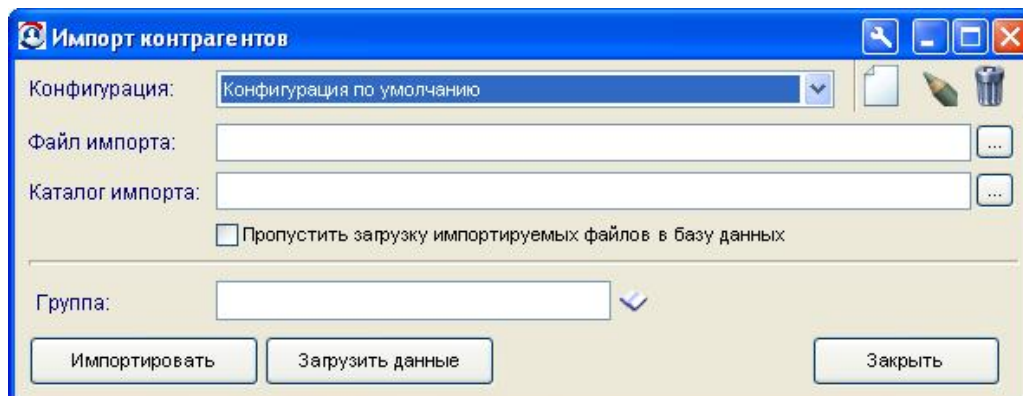 Импорт контрагентов
Конфигурация: Конфигурация по умолчанию
Файл импорта: ...
Каталог импорта: ...
Пропустить загрузку импортируемых файлов в базу данных
Группа:
Импортировать Загрузить данные Закрыть